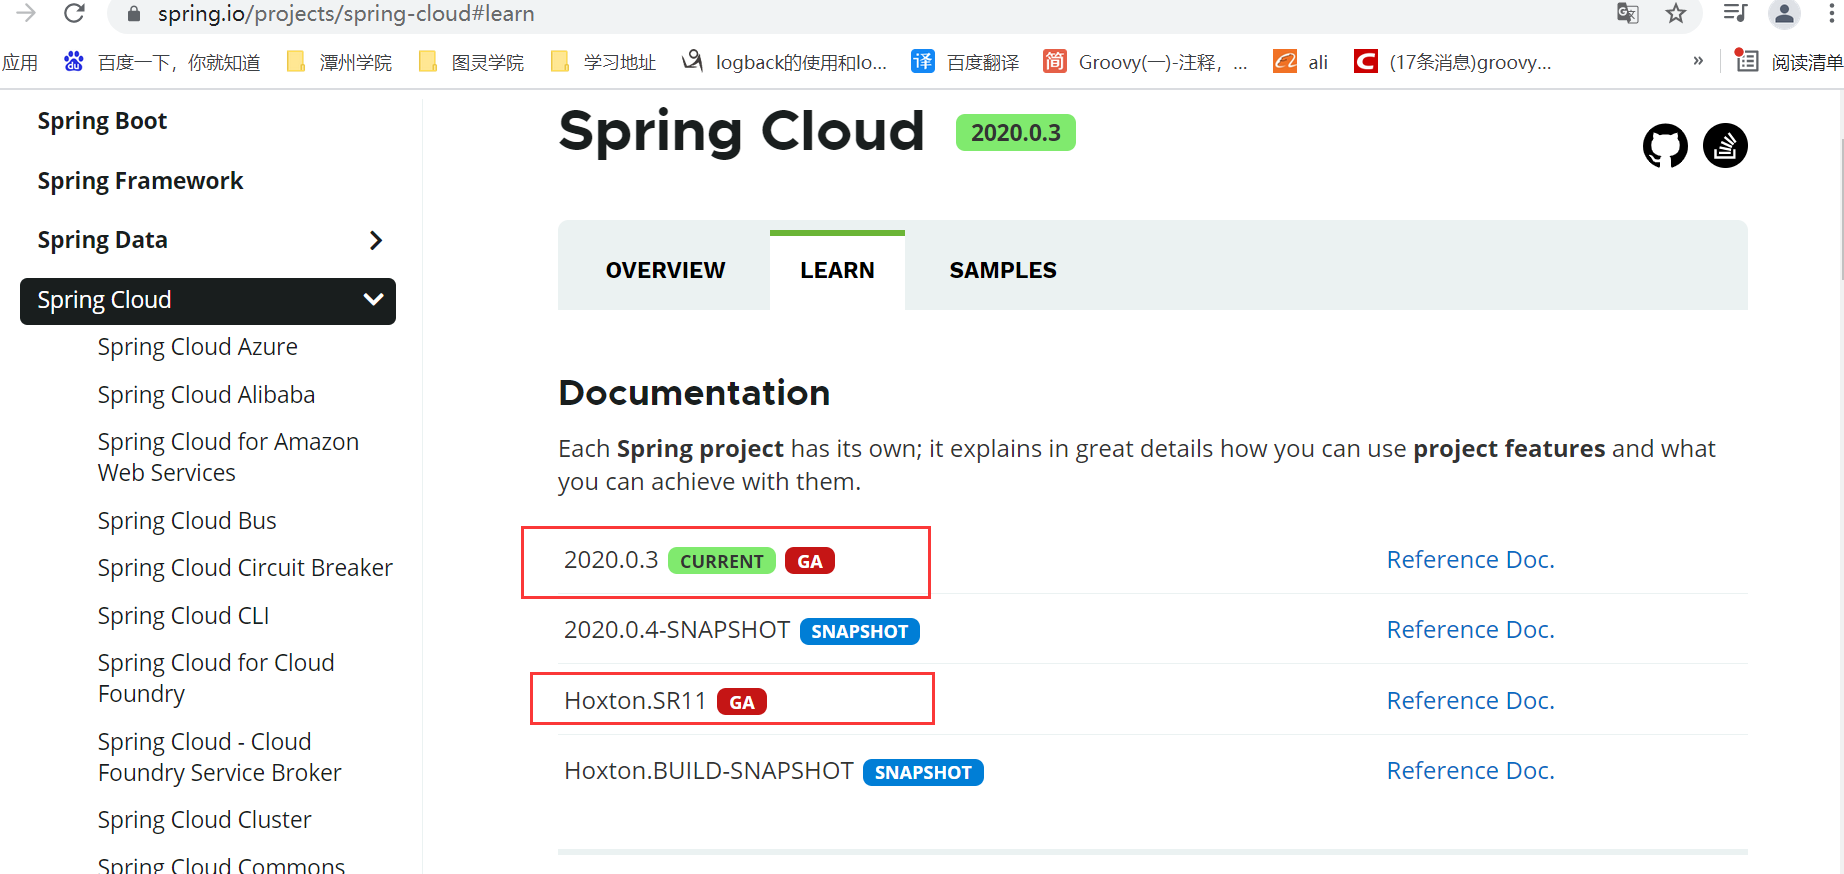 spring.io/projects/spring-cloud#learn
应用 百度一下，你就知道 潭州学院 图灵学院 学习地址 logback的使用和lo... 译 百度翻译 简 Groovy(一)-注释，... ali C (17条消息)groovy... » 阅读清单
Spring Boot
Spring Framework
Spring Data
Spring Cloud
Spring Cloud Azure
Spring Cloud Alibaba
Spring Cloud for Amazon
Web Services
Spring Cloud Bus
Spring Cloud Circuit Breaker
Spring Cloud CLI
Spring Cloud for Cloud
Foundry
Spring Cloud - Cloud
Foundry Service Broker
Spring Cloud Cluster
Spring Cloud Commons
Spring Cloud 2020.0.3
OVERVIEW LEARN SAMPLES
Documentation
Each Spring project has its own; it explains in great details how you can use project features and what
you can achieve with them.
2020.0.3 CURRENT GA Reference Doc.
2020.0.4-SNAPSHOT SNAPSHOT Reference Doc.
Hoxton.SR11 GA Reference Doc.
Hoxton.BUILD-SNAPSHOT SNAPSHOT Reference Doc.